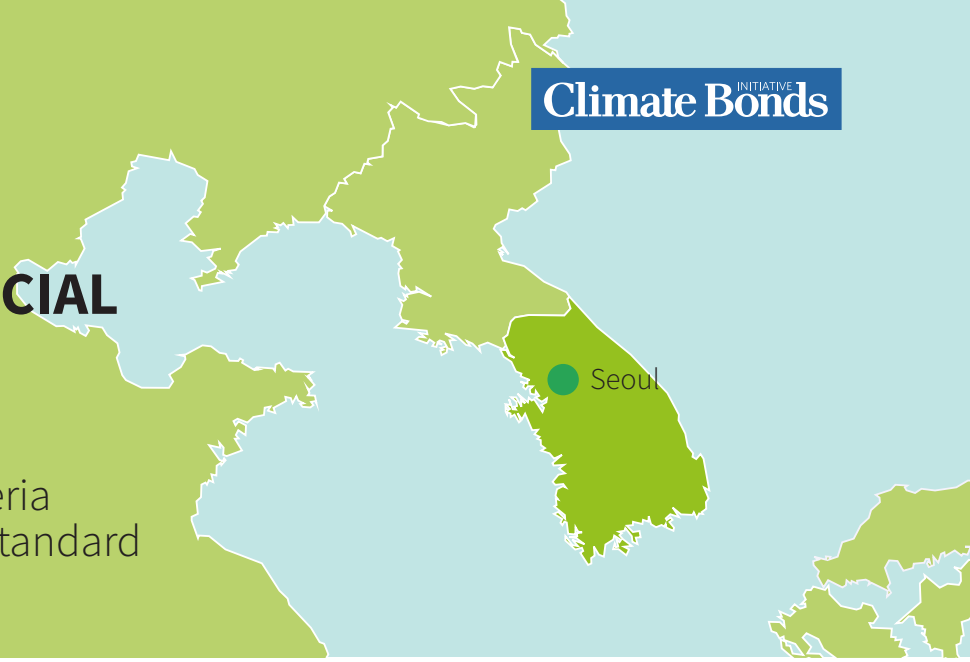 Climate Bonds
INITIATIVE
CIAL
Seoul
eria
tandard